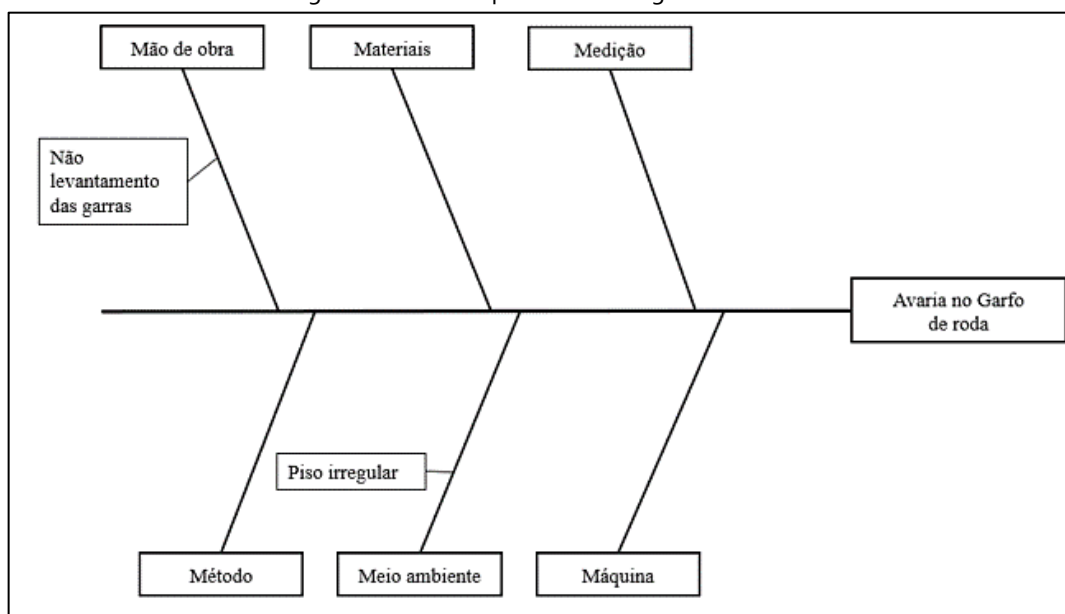 Mão de obra
Materiais
Medição
Não
levantamento
das garras
Avaria no Garfo
de roda
Piso irregular
Método
Meio ambiente
Máquina